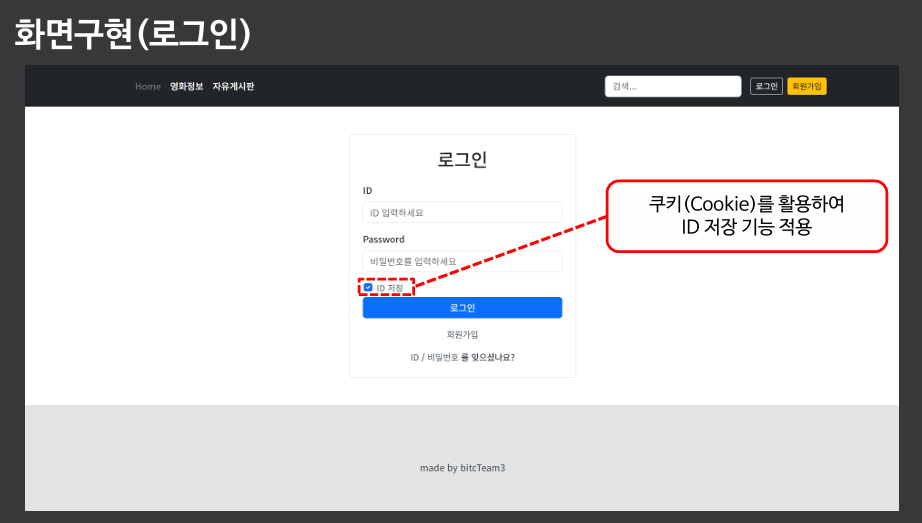 화면구현(로그인)
Home 영화정보 자유게시판 검색... 로그인 회원가입
로그인
ID
ID 입력하세요
Password
비밀번호를 입력하세요
ID 저장
로그인
회원가입
ID / 비밀번호 를 잊으셨나요?
쿠키(Cookie)를 활용하여
ID 저장 기능 적용
made by bitcTeam3